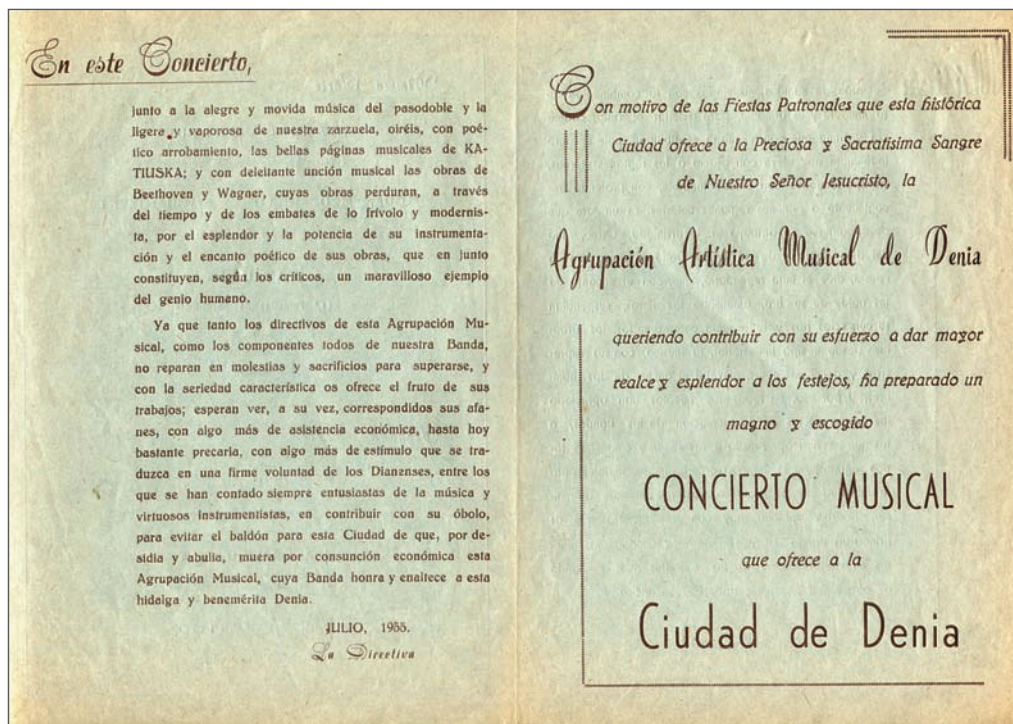 En este Concierto,
junto a la alegre y movida música del pasodoble y la
ligera y vaporosa de nuestra zarzuela, oiréis, con poé-
tico arrobamiento, las bellas páginas musicales de KA-
TIUSKA; y con deleitante unción musical las obras de
Beethoven y Wagner, cuyas obras perduran, a través
del tiempo y de los embates de lo frívolo y modernis-
ta, por el esplendor y la potencia de su instrumenta-
ción y el encanto poético de sus obras, que en junto
constituyen, según los críticos, un maravilloso ejemplo
del genio humano.
Ya que tanto los directivos de esta Agrupación Mu-
sical, como los componentes todos de nuestra Banda,
no reparan en molestias y sacrificios para superarse, y
con la seriedad característica os ofrece el fruto de sus
trabajos; esperan ver, a su vez, correspondidos sus afa-
nes, con algo más de asistencia económica, hasta hoy
bastante precaria, con algo más de estímulo que se tra-
duzca en una firme voluntad de los Dianenses, entre los
que se han contado siempre entusiastas de la música y
virtuosos instrumentistas, en contribuir con su óbolo,
para evitar el baldón para esta Ciudad de que, por de-
sidia y abulia, muera por consunción económica esta
Agrupación Musical, cuya Banda honra y enaltece a esta
hidalga y benemérita Denia.
JULIO, 1955.
La Directiva
Con motivo de las Fiestas Patronales que esta histórica
Ciudad ofrece a la Preciosa y Sacratísima Sangre
de Nuestro Señor Jesucristo, la
Agrupación Artística Musical de Denia
queriendo contribuir con su esfuerzo a dar mayor
realce y esplendor a los festejos, ha preparado un
magno y escogido
CONCIERTO MUSICAL
que ofrece a la
Ciudad de Denia